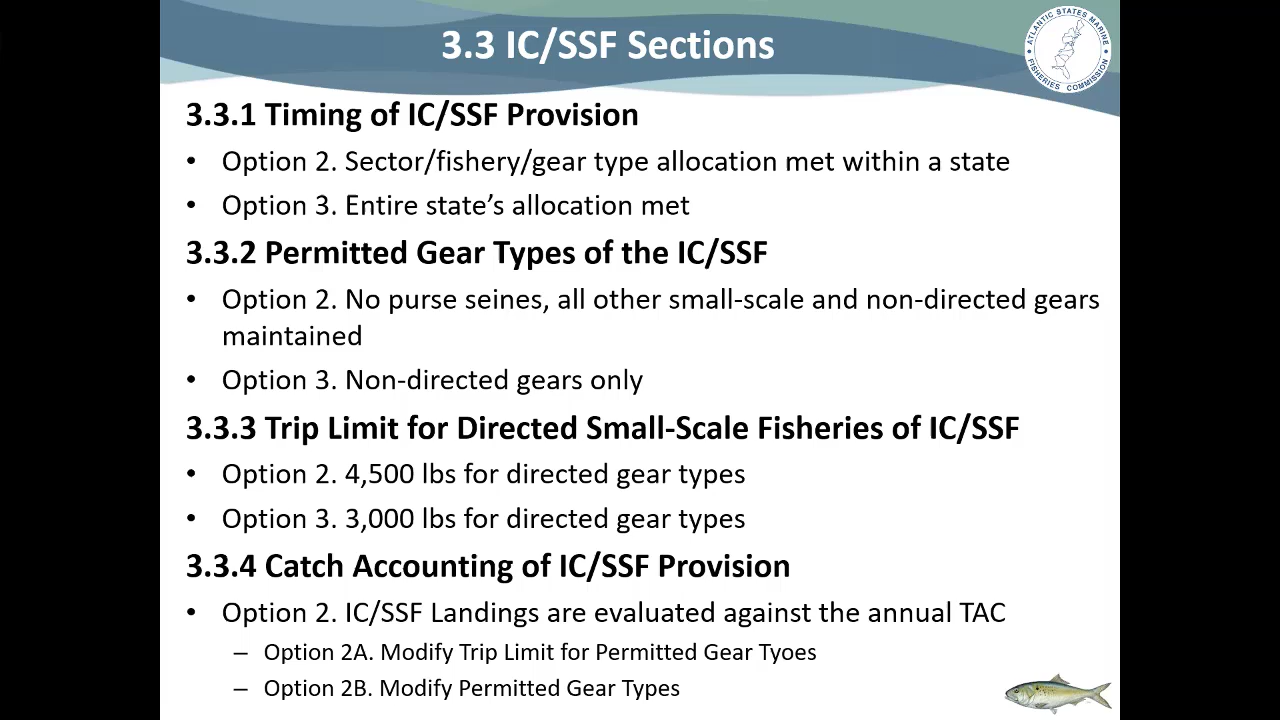 3.3 IC/SSF Sections
ATLANTIC STATES MARINE
FISHERIES COMMISSION
3.3.1 Timing of IC/SSF Provision
• Option 2. Sector/fishery/gear type allocation met within a state
• Option 3. Entire state’s allocation met
3.3.2 Permitted Gear Types of the IC/SSF
• Option 2. No purse seines, all other small-scale and non-directed gears
maintained
• Option 3. Non-directed gears only
3.3.3 Trip Limit for Directed Small-Scale Fisheries of IC/SSF
• Option 2. 4,500 lbs for directed gear types
• Option 3. 3,000 lbs for directed gear types
3.3.4 Catch Accounting of IC/SSF Provision
• Option 2. IC/SSF Landings are evaluated against the annual TAC
– Option 2A. Modify Trip Limit for Permitted Gear Tyoes
– Option 2B. Modify Permitted Gear Types